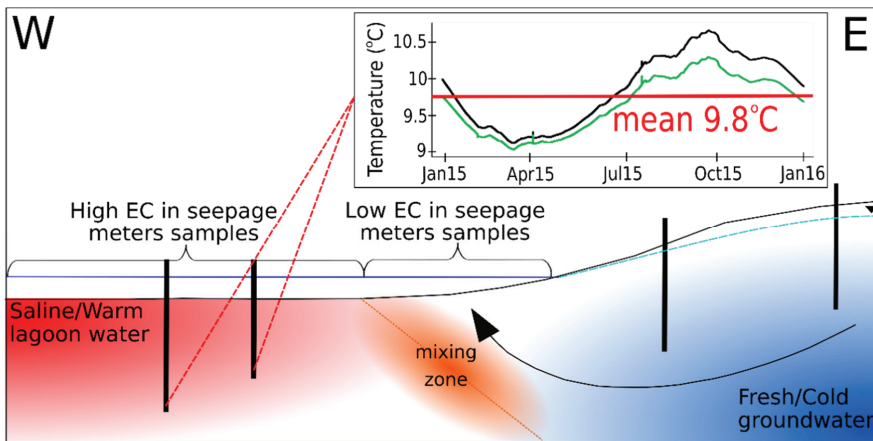 W
E
Temperature (°C)
10.5
10
9.5
9
mean 9.8°C
Jan15
Apr15
Jul15
Oct15
Jan16
High EC in seepage
meters samples
Low EC in seepage
meters samples
Saline/Warm
lagoon water
mixing
zone
Fresh/Cold
groundwater